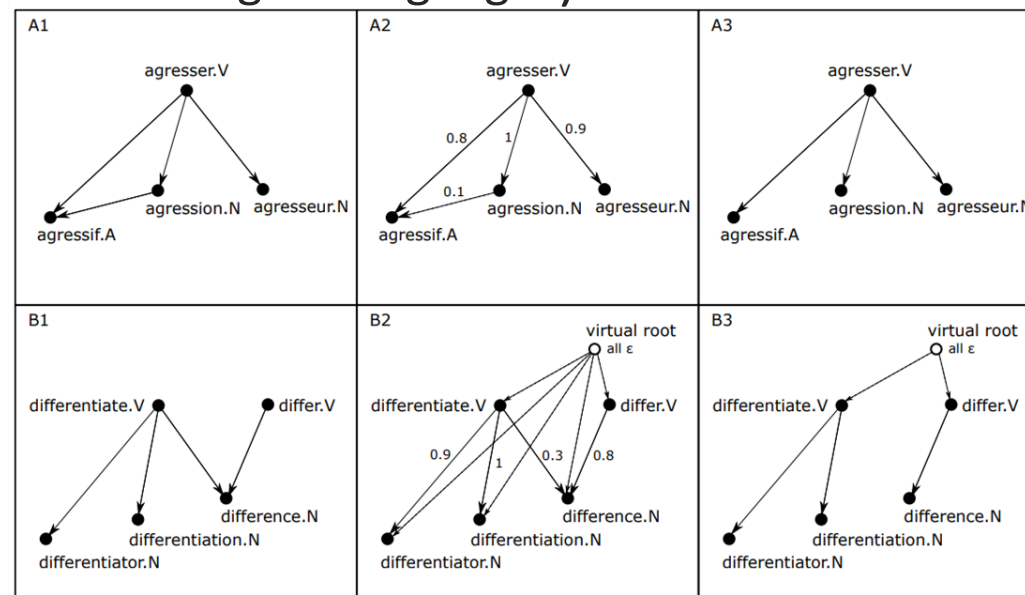 A1
agresser.V
agression.N
agresseur.N
agressif.A
A2
agresser.V
0.8
1
0.9
0.1
agression.N
agresseur.N
agressif.A
A3
agresser.V
agression.N
agresseur.N
agressif.A
B1
differentiate.V
differ.V
difference.N
differentiation.N
differentiator.N
B2
virtual root
all ε
differentiate.V
differ.V
0.9
1
0.3
0.8
difference.N
differentiation.N
differentiator.N
B3
virtual root
all ε
differentiate.V
differ.V
difference.N
differentiation.N
differentiator.N